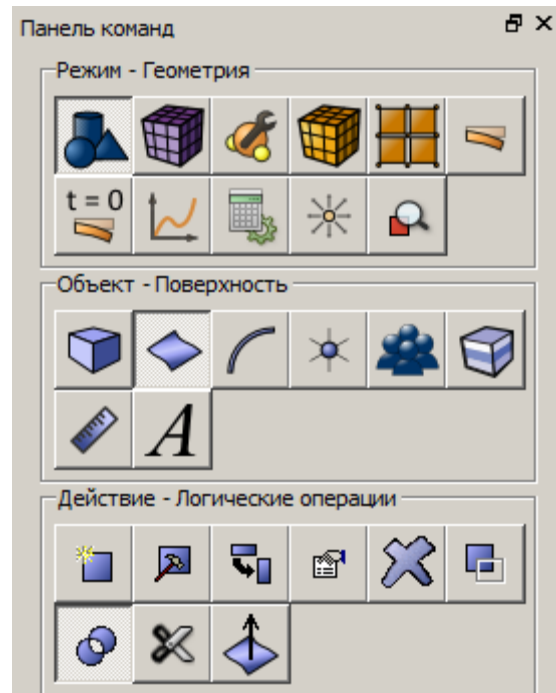 Панель команд
Режим - Геометрия
t = 0
Объект - Поверхность
A
Действие - Логические операции